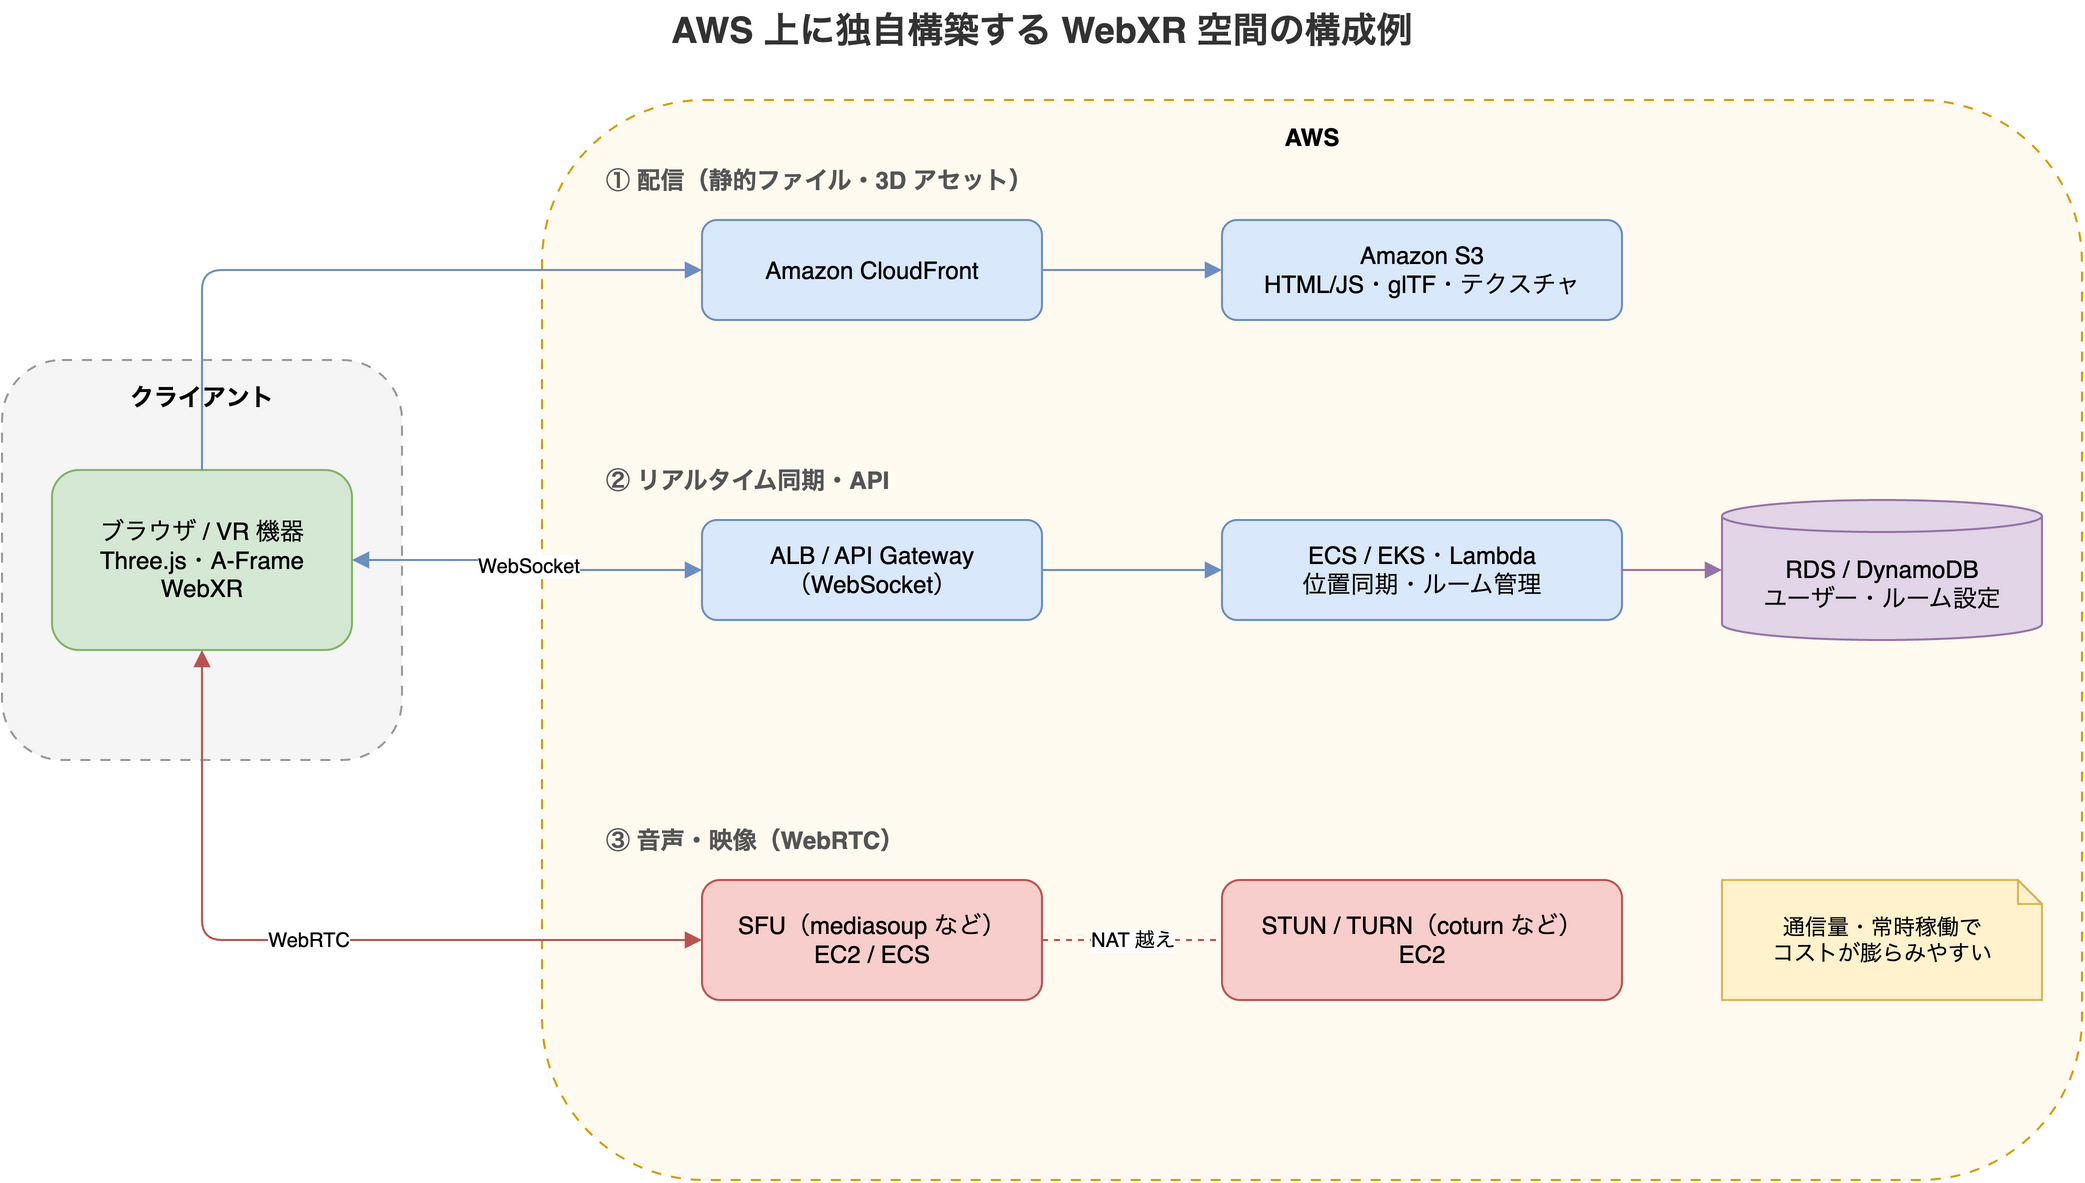 AWS 上に独自構築する WebXR 空間の構成例
AWS
① 配信（静的ファイル・3D アセット）
Amazon CloudFront
Amazon S3
HTML/JS・glTF・テクスチャ
クライアント
ブラウザ / VR 機器
Three.js・A-Frame
WebXR
WebSocket
② リアルタイム同期・API
ALB / API Gateway
（WebSocket）
ECS / EKS・Lambda
位置同期・ルーム管理
RDS / DynamoDB
ユーザー・ルーム設定
③ 音声・映像（WebRTC）
WebRTC
SFU（mediasoup など）
EC2 / ECS
NAT 越え
STUN / TURN（coturn など）
EC2
通信量・常時稼働で
コストが膨らみやすい